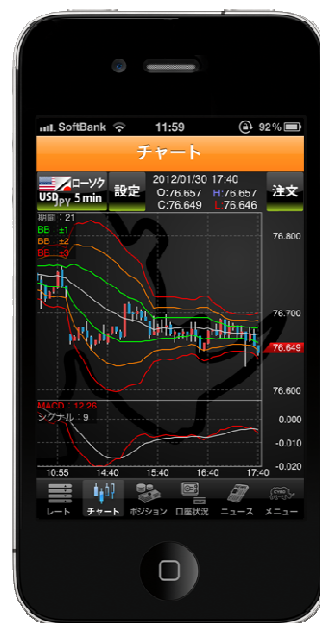 SoftBank 11:59 92%
チャート
USD/JPY ローソク 5 min 設定 2012/01/30 17:40 注文
O:76.657 H:76.657
C:76.649 L:76.646
期間：21
BB：±1
BB：±2
BB：±3
76.800
76.700
76.649
76.600
MACD：12,26
シグナル：9
0.000
-0.010
-0.020
10:55 14:40 15:40 16:40 17:40
レート チャート ポジション 口座状況 ニュース メニュー